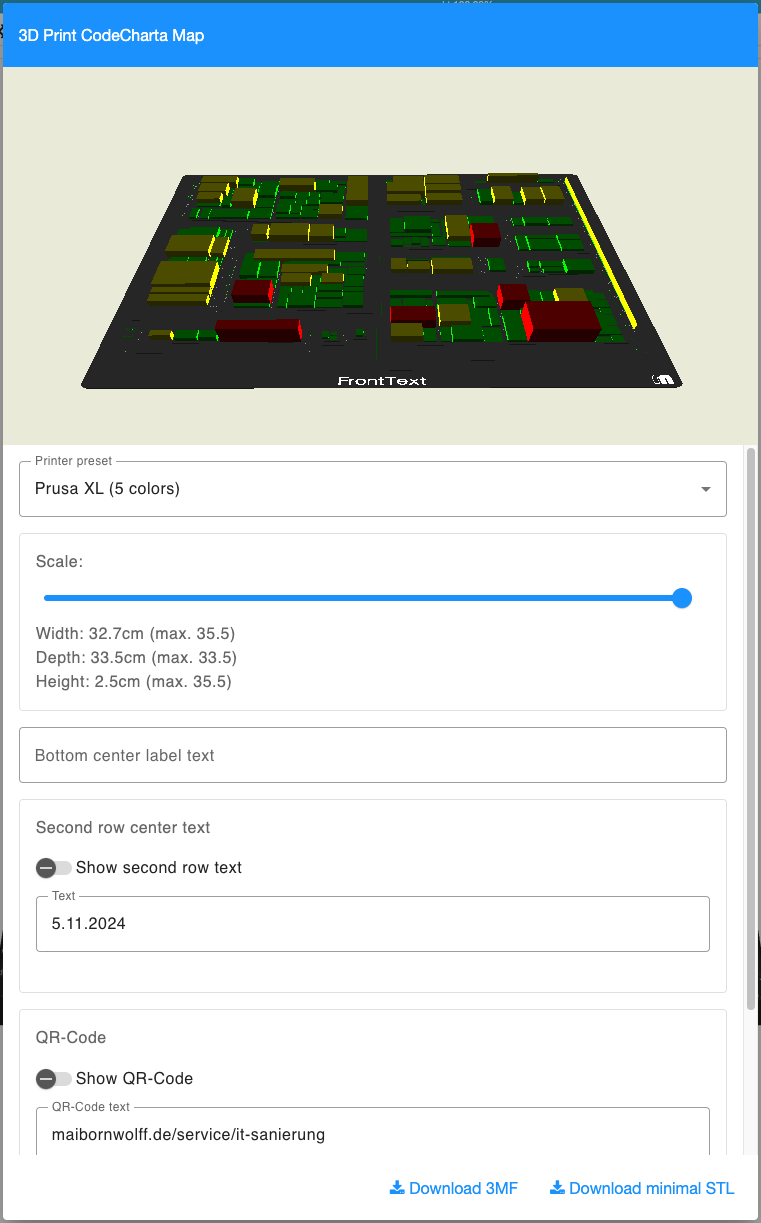 3D Print CodeCharta Map
FrontText
Printer preset
Prusa XL (5 colors)
Scale:
Width: 32.7cm (max. 35.5)
Depth: 33.5cm (max. 33.5)
Height: 2.5cm (max. 35.5)
Bottom center label text
Second row center text
Show second row text
Text
5.11.2024
QR-Code
Show QR-Code
QR-Code text
maibornwolff.de/service/it-sanierung
Download 3MF
Download minimal STL